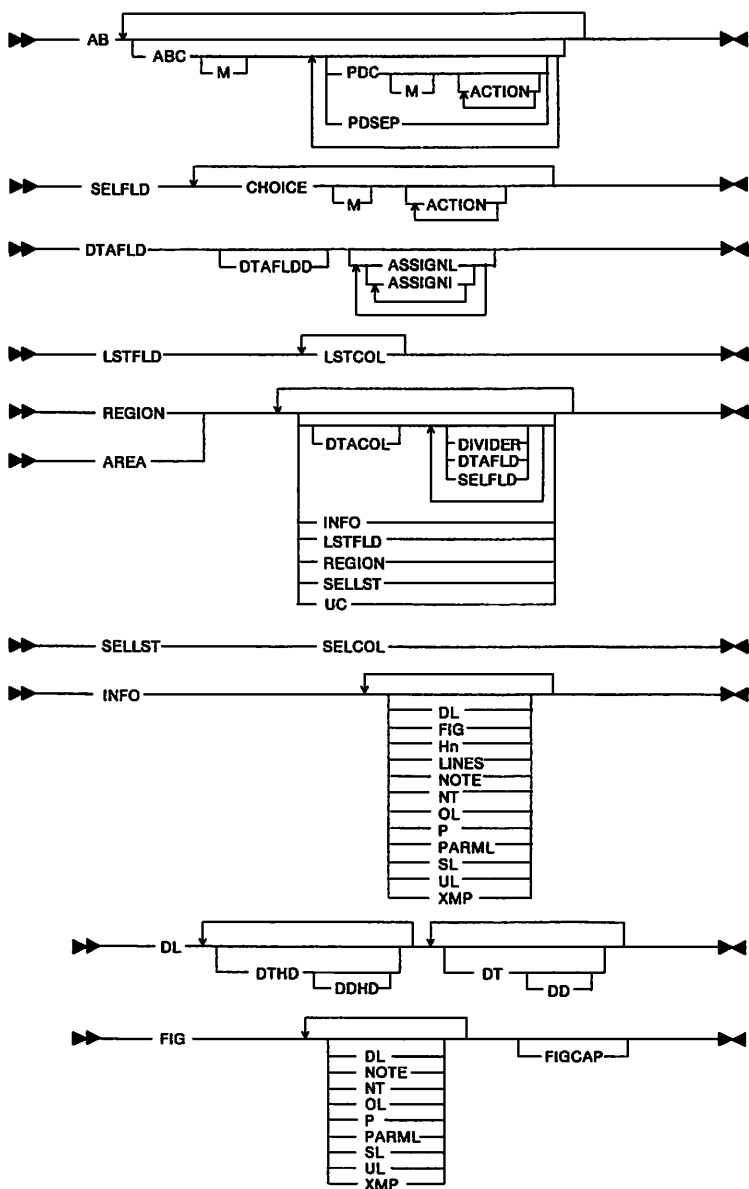 AB
ABC
M
PDC
M
ACTION
PDSEP
SELFLD CHOICE
M
ACTION
DTAFLD
DTAFLDD
ASSIGNL
ASSIGNI
LSTFLD LSTCOL
REGION
AREA
DTACOL
DIVIDER
DTAFLD
SELFLD
INFO
LSTFLD
REGION
SELLST
UC
SELLST SELCOL
INFO
DL
FIG
Hn
LINES
NOTE
NT
OL
P
PARML
SL
UL
XMP
DL
DTHD
DDHD
DT
DD
FIG
FIGCAP
DL
NOTE
NT
OL
P
PARML
SL
UL
XMP